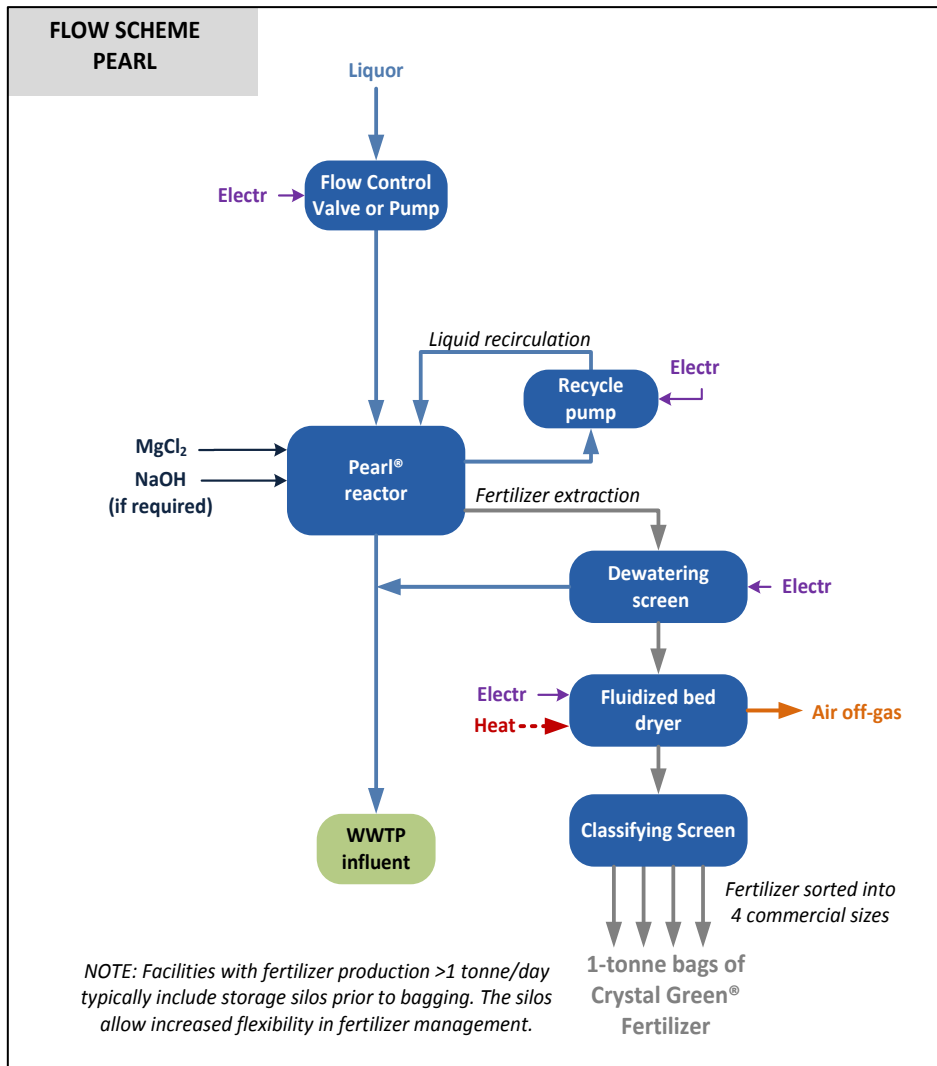 FLOW SCHEME
PEARL
Liquor
Electr
Flow Control
Valve or Pump
Liquid recirculation
Electr
Recycle
pump
MgCl₂
NaOH
(if required)
Pearl®
reactor
Fertilizer extraction
Dewatering
screen
Electr
Electr
Heat
Fluidized bed
dryer
Air off-gas
Classifying Screen
WWTP
influent
Fertilizer sorted into
4 commercial sizes
NOTE: Facilities with fertilizer production >1 tonne/day
typically include storage silos prior to bagging. The silos
allow increased flexibility in fertilizer management.
1-tonne bags of
Crystal Green®
Fertilizer